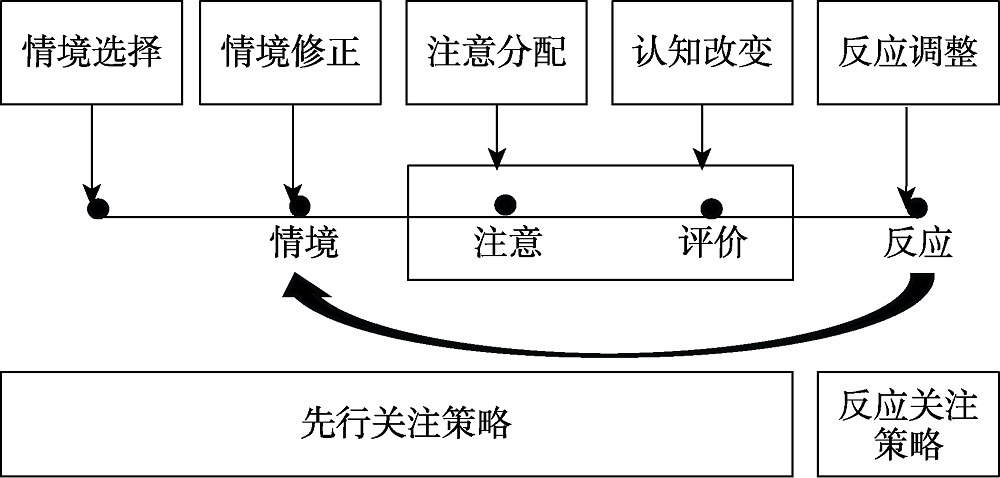 情境选择
情境修正
注意分配
认知改变
反应调整
情境
注意
评价
反应
先行关注策略
反应关注
策略